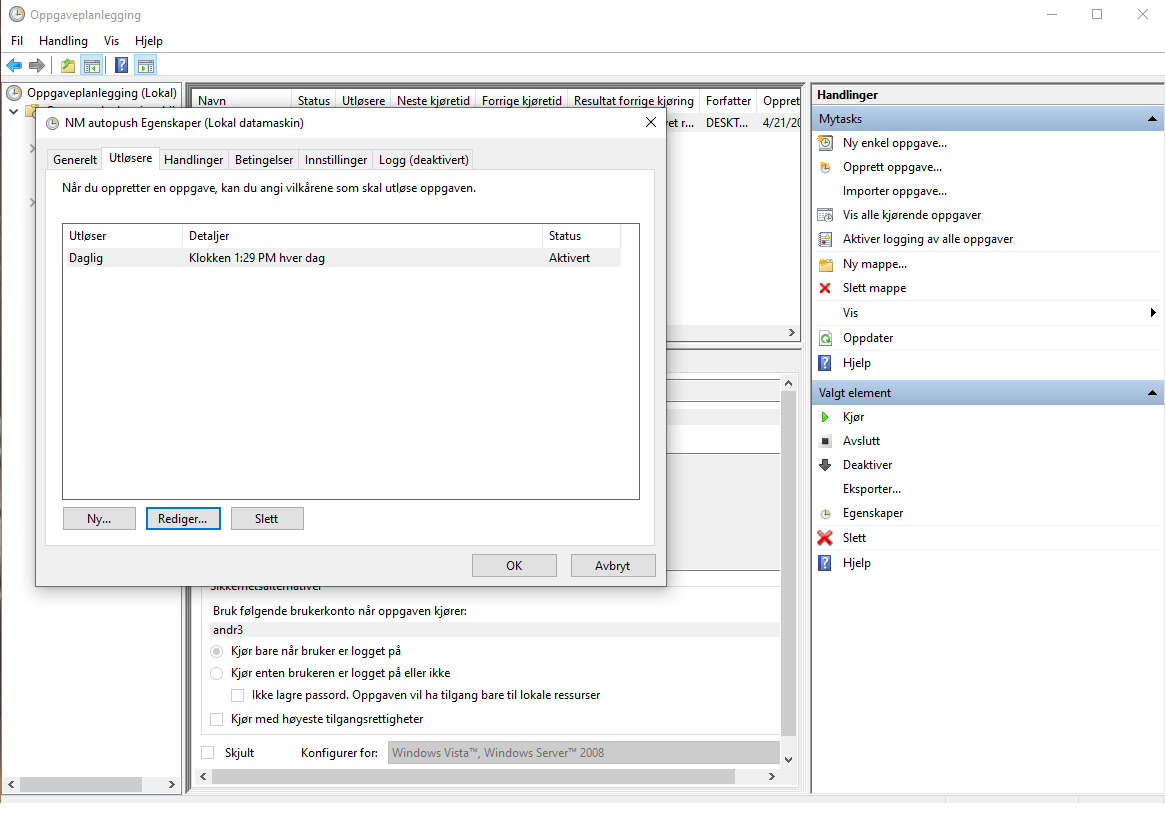 Oppgaveplanlegging
Fil Handling Vis Hjelp
Oppgaveplanlegging (Lokal)
Navn Status Utløsere Neste kjøretid Forrige kjøretid Resultat forrige kjøring Forfatter Oppret
DESKT... 4/21/20
NM autopush Egenskaper (Lokal datamaskin)
Generelt Utløsere Handlinger Betingelser Innstillinger Logg (deaktivert)
Når du oppretter en oppgave, kan du angi vilkårene som skal utløse oppgaven.
Utløser Detaljer Status
Daglig Klokken 1:29 PM hver dag Aktivert
Ny... Rediger... Slett
OK Avbryt
Sikkerhetsalternativer
Bruk følgende brukerkonto når oppgaven kjører:
andr3
Kjør bare når bruker er logget på
Kjør enten brukeren er logget på eller ikke
Ikke lagre passord. Oppgaven vil ha tilgang bare til lokale ressurser
Kjør med høyeste tilgangsrettigheter
Skjult Konfigurer for: Windows Vista™, Windows Server™ 2008
Handlinger
Mytasks
Ny enkel oppgave...
Opprett oppgave...
Importer oppgave...
Vis alle kjørende oppgaver
Aktiver logging av alle oppgaver
Ny mappe...
Slett mappe
Vis
Oppdater
Hjelp
Valgt element
Kjør
Avslutt
Deaktiver
Eksporter...
Egenskaper
Slett
Hjelp